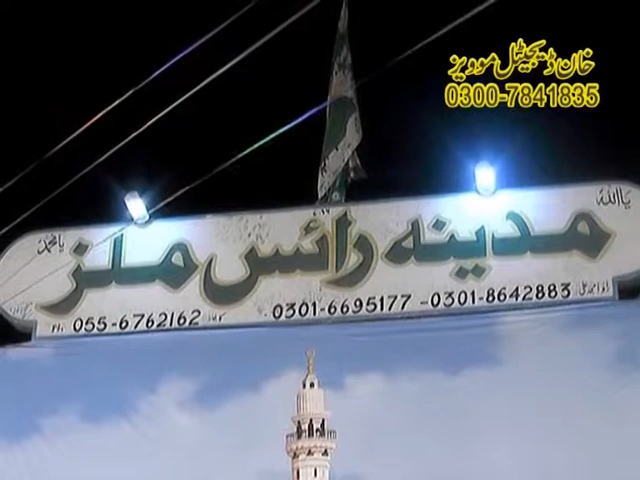 خان ڈیجیٹل موویز
0300-7841835
یا اللہ
مدینہ رائس ملز
یا محمد
055-6762162
0301-6695177 -0301-8642883